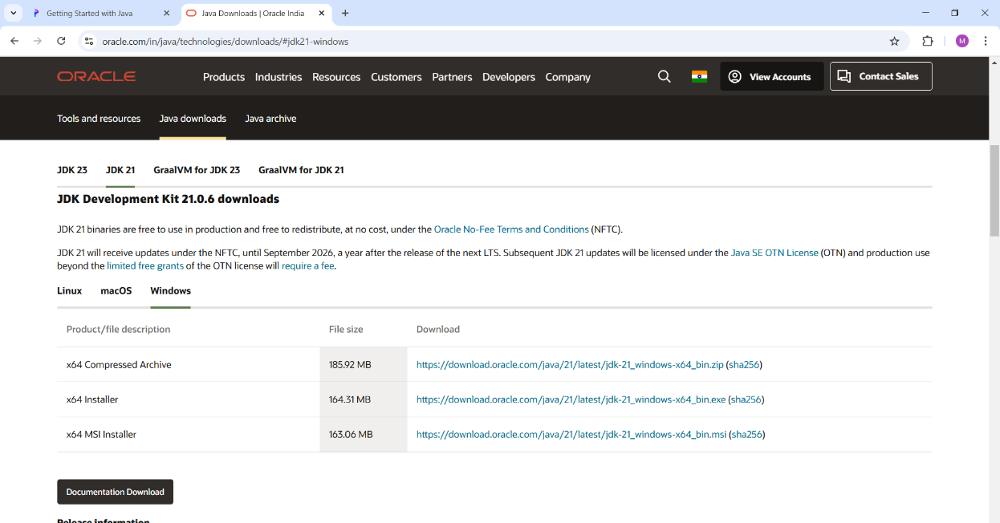 Getting Started with Java
Java Downloads | Oracle India
oracle.com/in/java/technologies/downloads/#jdk21-windows
M
ORACLE
Products Industries Resources Customers Partners Developers Company
View Accounts
Contact Sales
Tools and resources Java downloads Java archive
JDK 23 JDK 21 GraalVM for JDK 23 GraalVM for JDK 21
JDK Development Kit 21.0.6 downloads
JDK 21 binaries are free to use in production and free to redistribute, at no cost, under the Oracle No-Fee Terms and Conditions (NFTC).
JDK 21 will receive updates under the NFTC, until September 2026, a year after the release of the next LTS. Subsequent JDK 21 updates will be licensed under the Java SE OTN License (OTN) and production use
beyond the limited free grants of the OTN license will require a fee.
Linux macOS Windows
Product/file description File size Download
x64 Compressed Archive 185.92 MB https://download.oracle.com/java/21/latest/jdk-21_windows-x64_bin.zip (sha256)
x64 Installer 164.31 MB https://download.oracle.com/java/21/latest/jdk-21_windows-x64_bin.exe (sha256)
x64 MSI Installer 163.06 MB https://download.oracle.com/java/21/latest/jdk-21_windows-x64_bin.msi (sha256)
Documentation Download
Release information